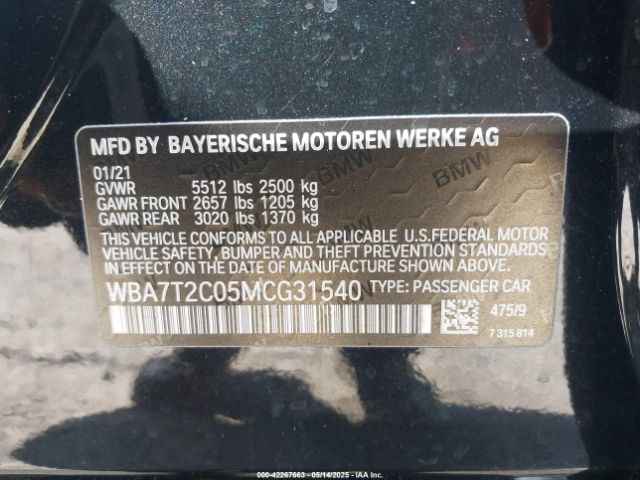 MFD BY BAYERISCHE MOTOREN WERKE AG
01/21
GVWR 5512 lbs 2500 kg
GAWR FRONT 2657 lbs 1205 kg
GAWR REAR 3020 lbs 1370 kg
THIS VEHICLE CONFORMS TO ALL APPLICABLE U.S.FEDERAL MOTOR
VEHICLE SAFETY, BUMPER AND THEFT PREVENTION STANDARDS
IN EFFECT ON THE DATE OF MANUFACTURE SHOWN ABOVE.
WBA7T2C05MCG31540 TYPE: PASSENGER CAR
475/9
7 315 814
000-42267663 - 05/14/2025 - IAA Inc.